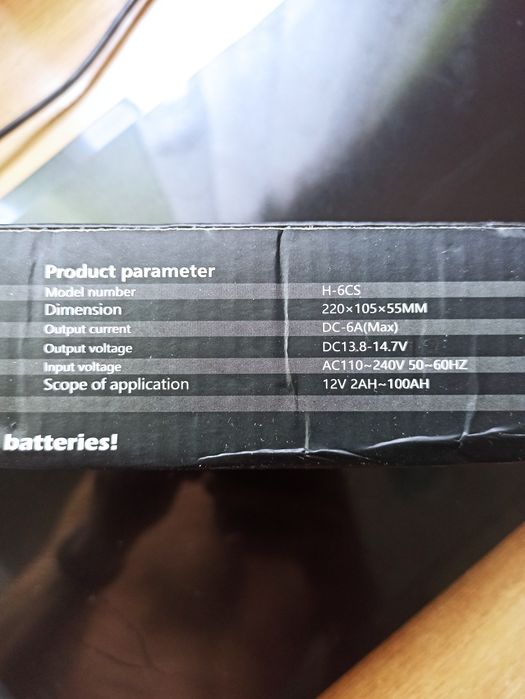 Product parameter
Model number H-6CS
Dimension 220×105×55MM
Output current DC-6A(Max)
Output voltage DC13.8-14.7V
Input voltage AC110~240V 50~60HZ
Scope of application 12V 2AH~100AH
batteries!